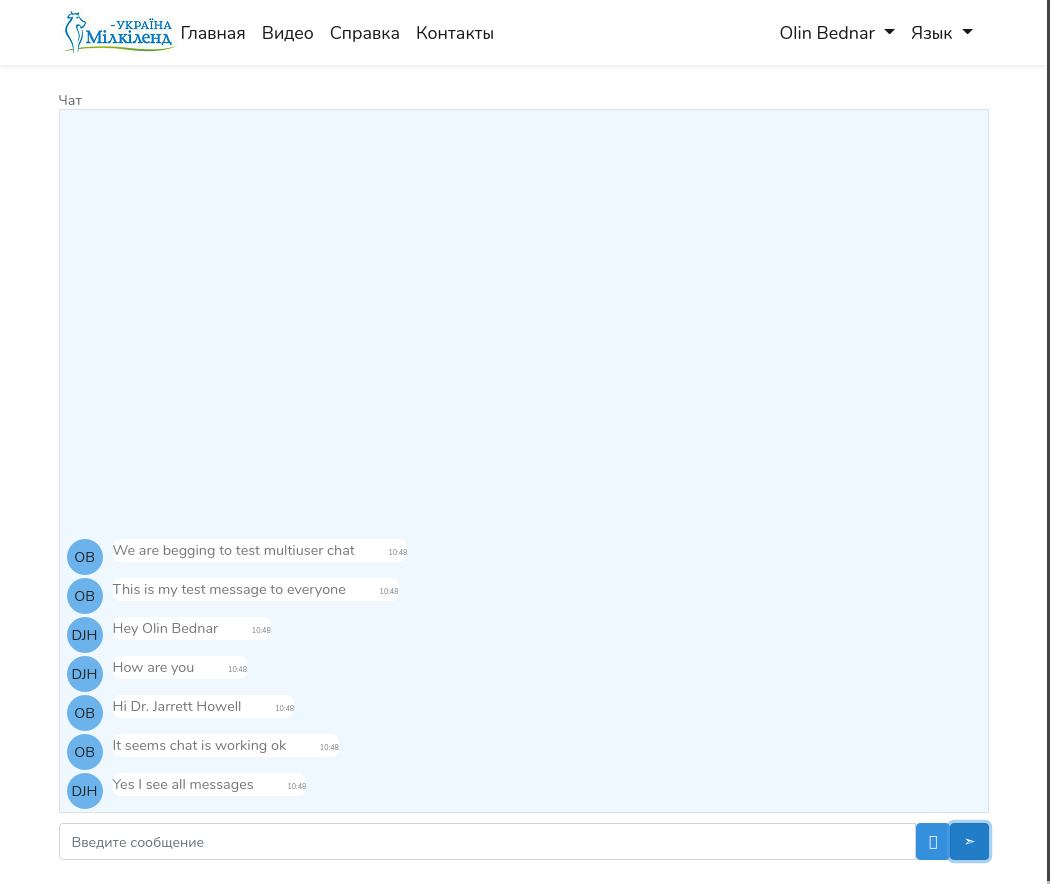 -УКРАЇНА
Мілкіленд
Главная Видео Справка Контакты Olin Bednar Язык
Чат
OB We are begging to test multiuser chat 10:48
OB This is my test message to everyone 10:48
DJH Hey Olin Bednar 10:48
DJH How are you 10:48
OB Hi Dr. Jarrett Howell 10:48
OB It seems chat is working ok 10:48
DJH Yes I see all messages 10:48
Введите сообщение ➣